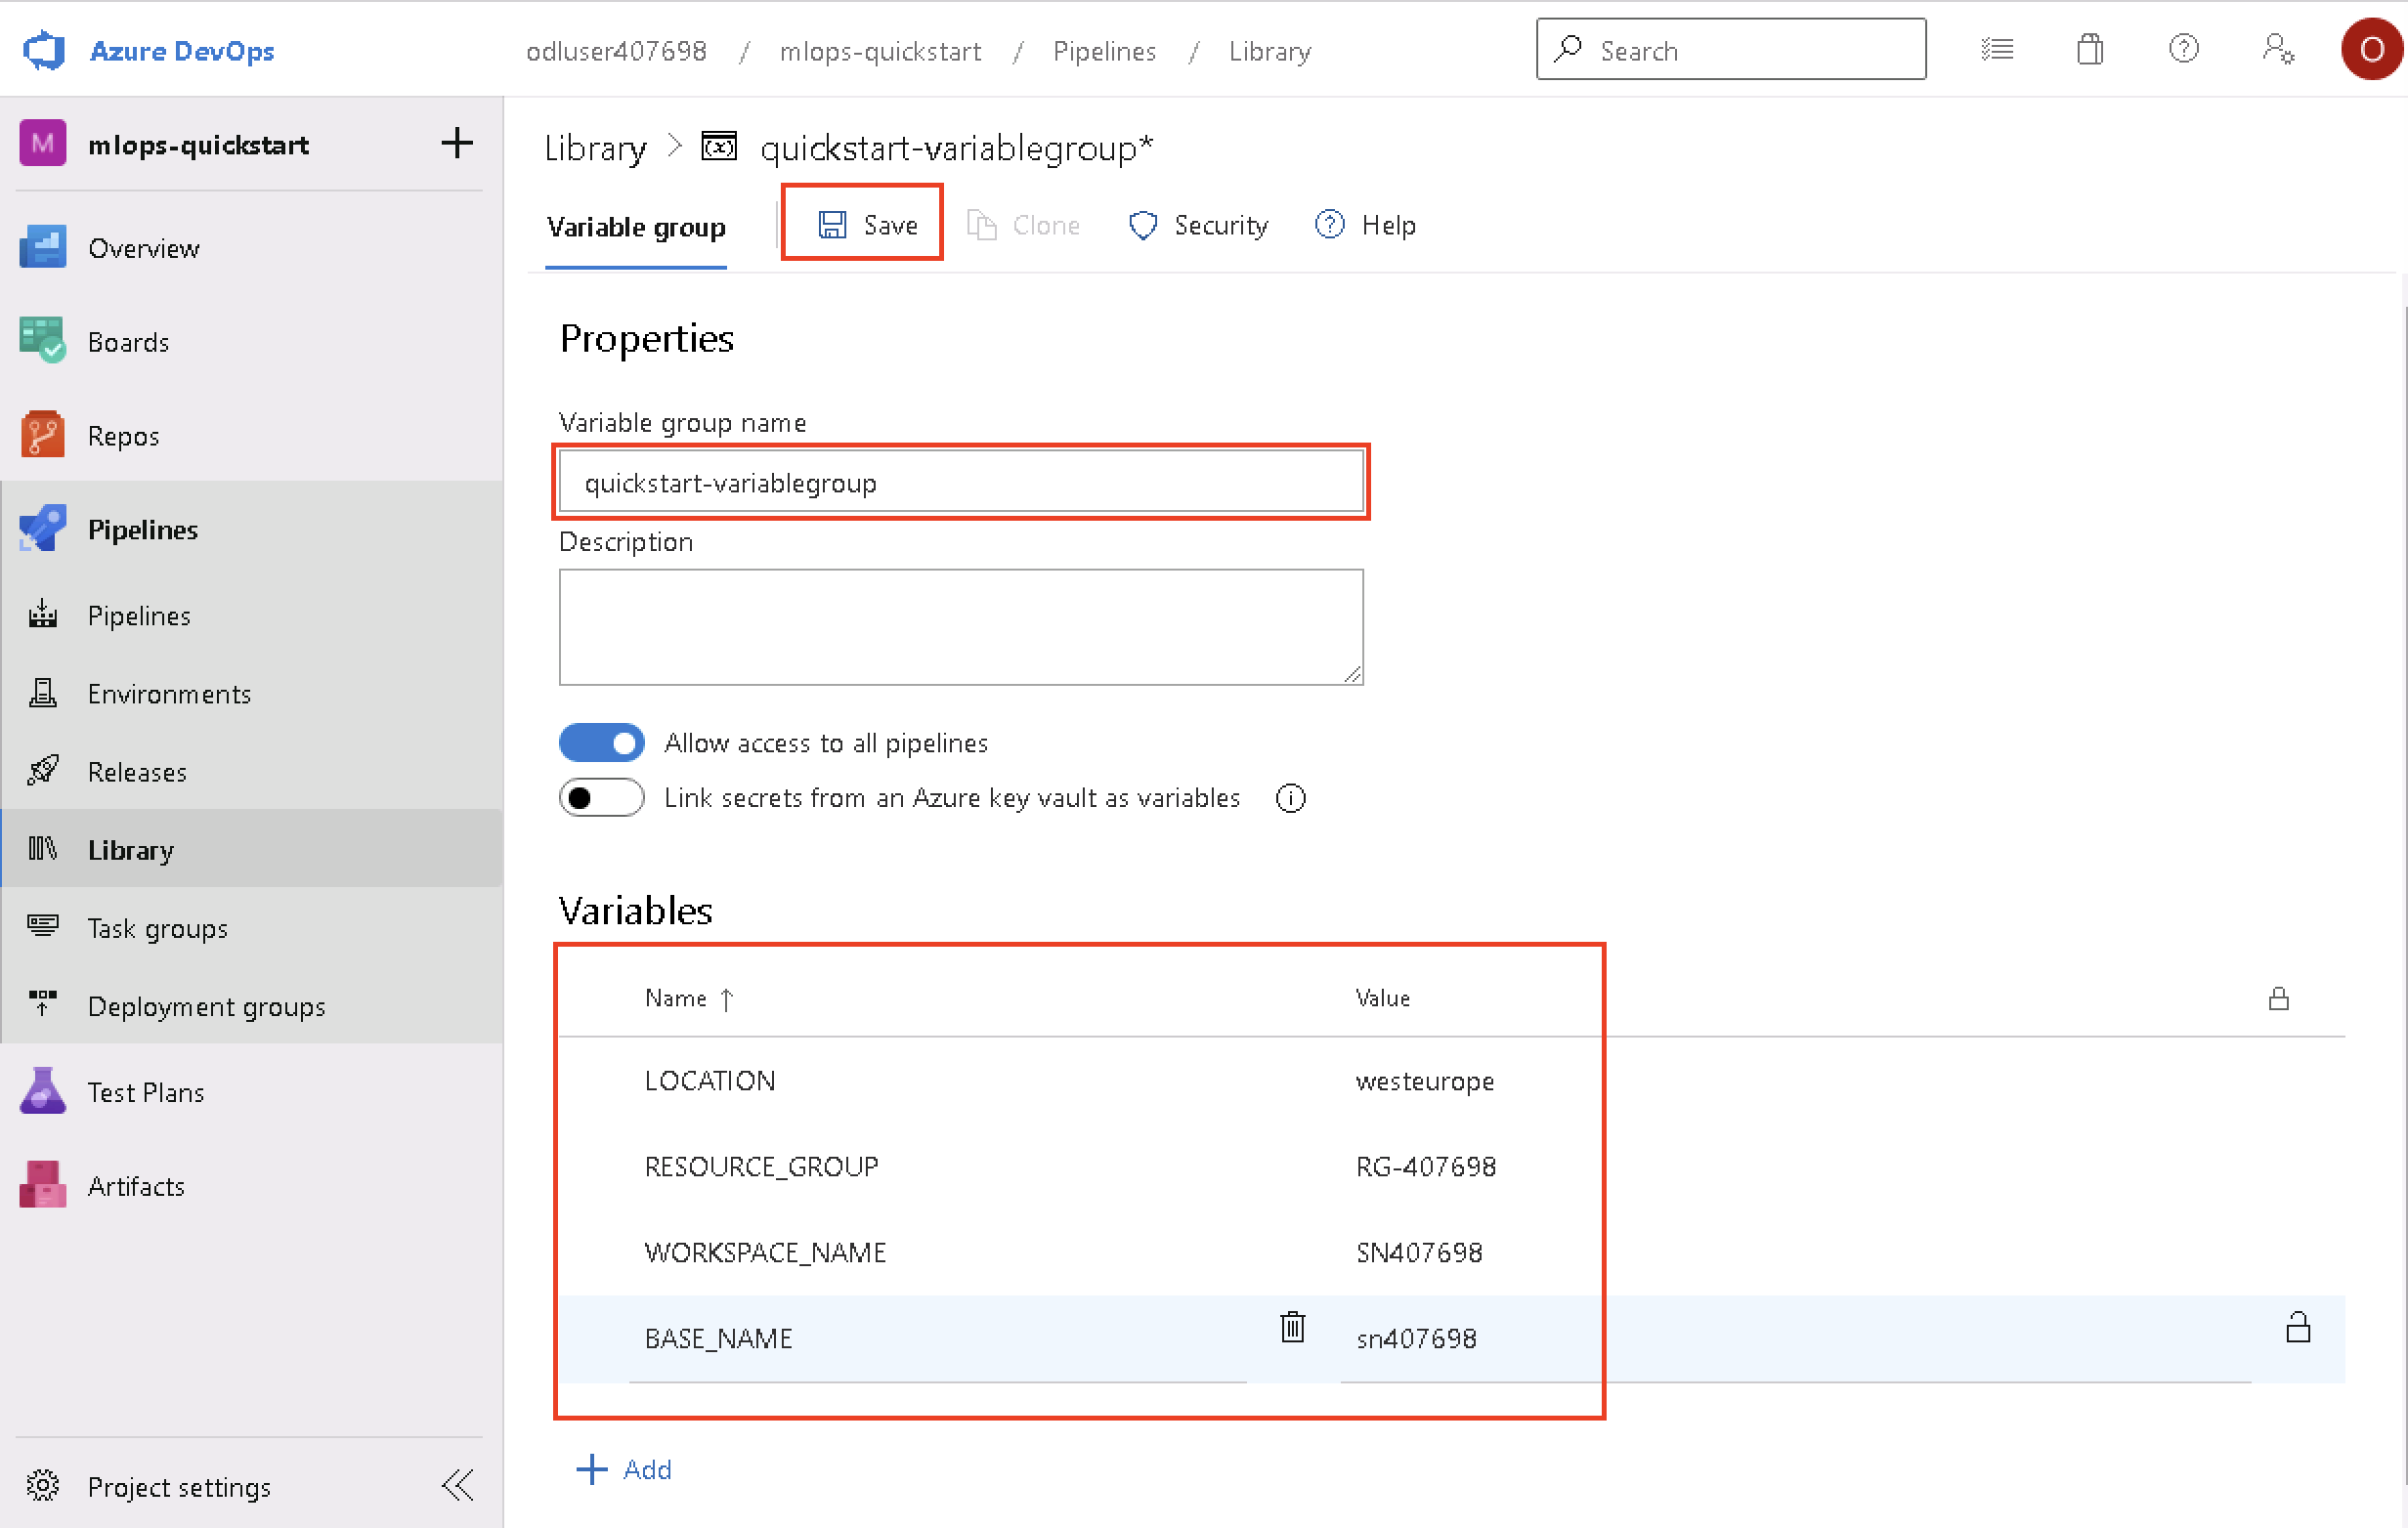 Azure DevOps
odluser407698 / mlops-quickstart / Pipelines / Library
Search
O
M mlops-quickstart
Overview
Boards
Repos
Pipelines
Pipelines
Environments
Releases
Library
Task groups
Deployment groups
Test Plans
Artifacts
Project settings
Library > quickstart-variablegroup*
Variable group
Save
Clone
Security
Help
Properties
Variable group name
quickstart-variablegroup
Description
Allow access to all pipelines
Link secrets from an Azure key vault as variables
Variables
Name ↑ Value
LOCATION westeurope
RESOURCE_GROUP RG-407698
WORKSPACE_NAME SN407698
BASE_NAME sn407698
+ Add